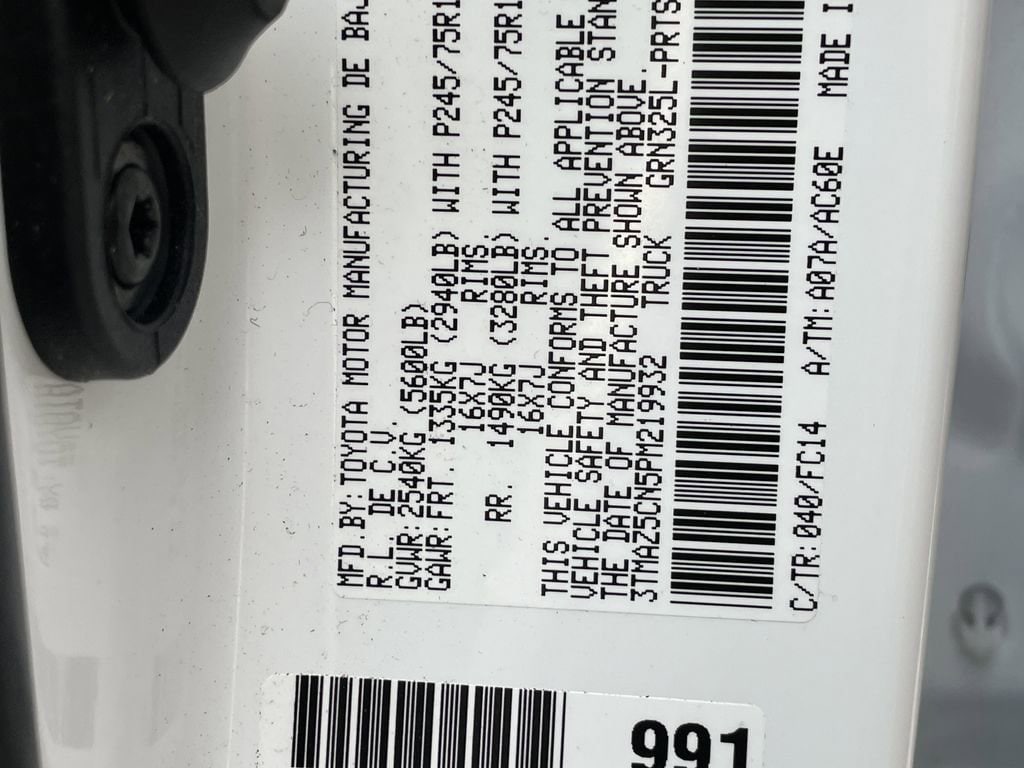 MFD.BY:TOYOTA MOTOR MANUFACTURING DE BAJ
R.L. DE C.V.
GVWR:2540KG.(5600LB)
GAWR:FRT. 1335KG (2940LB) WITH P245/75R1
16X7J RIMS.
RR. 1490KG (3280LB) WITH P245/75R1
16X7J RIMS.
THIS VEHICLE CONFORMS TO ALL APPLICABLE
VEHICLE SAFETY AND THEFT PREVENTION STAN
THE DATE OF MANUFACTURE SHOWN ABOVE.
3TMAZ5CN5PM219932 TRUCK GRN325L-PRTS
C/TR:040/FC14 A/TM:A07A/AC60E MADE I
991